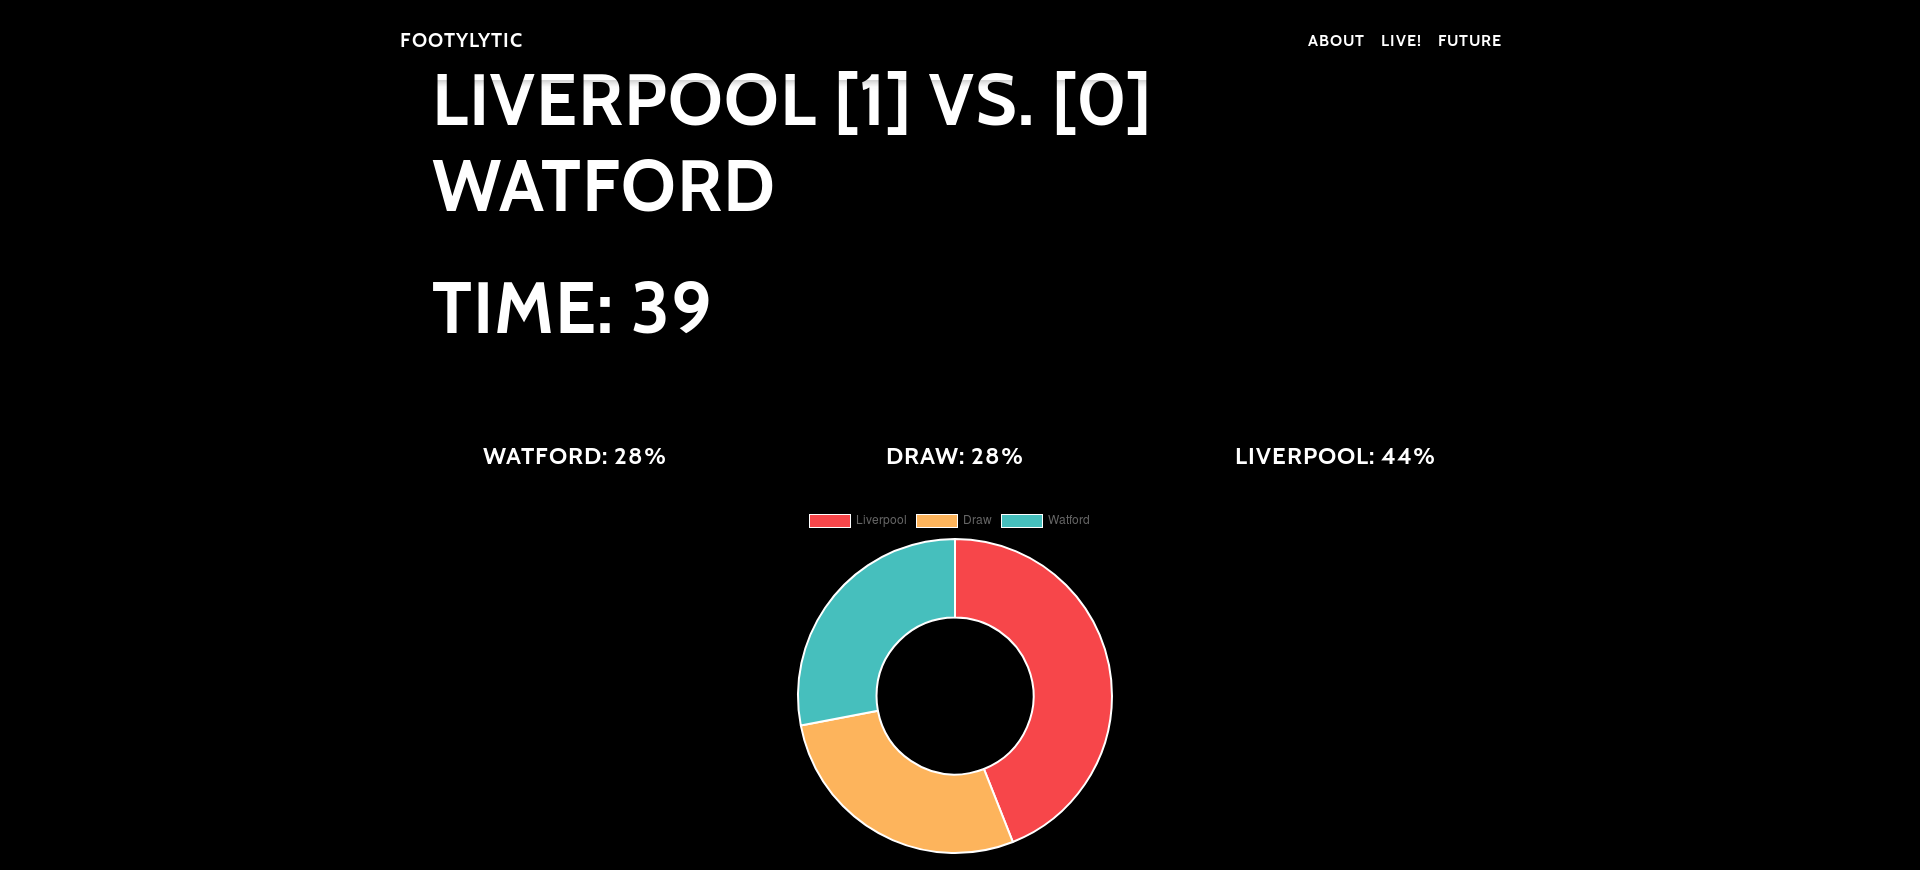 FOOTYLYTIC
ABOUT LIVE! FUTURE
LIVERPOOL [1] VS. [0]
WATFORD
TIME: 39
WATFORD: 28% DRAW: 28% LIVERPOOL: 44%
Liverpool Draw Watford